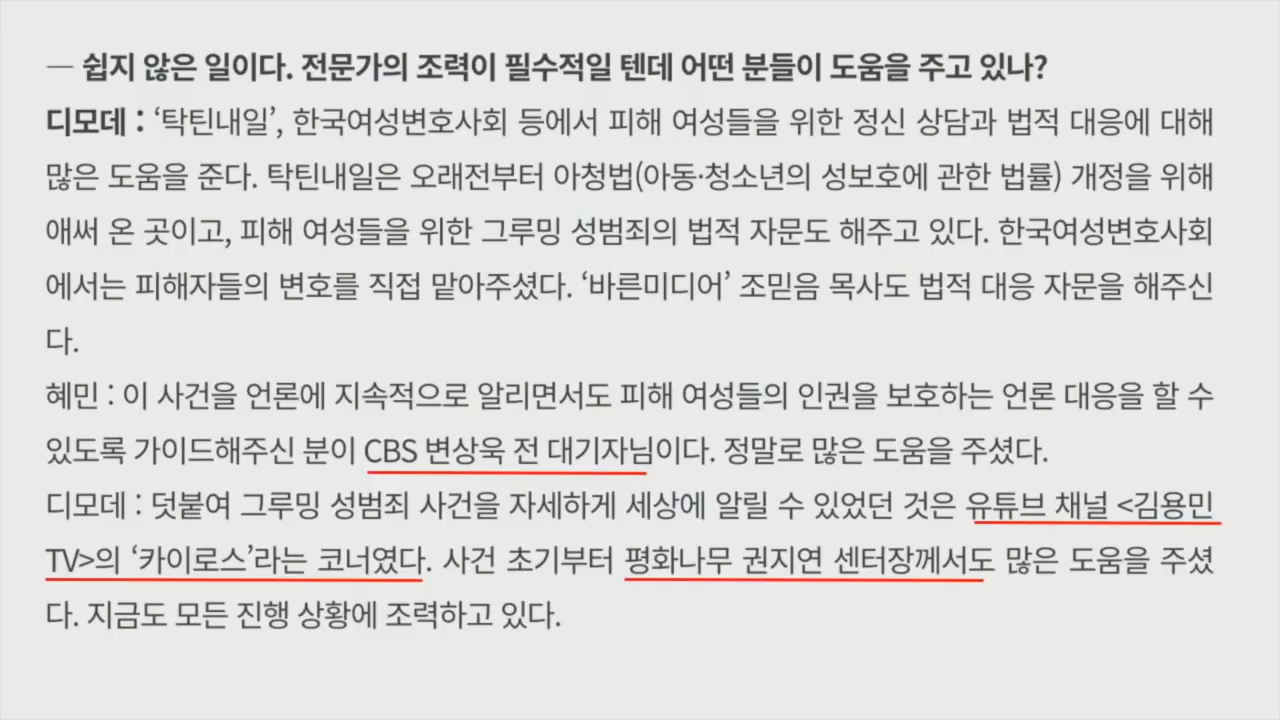 — 쉽지 않은 일이다. 전문가의 조력이 필수적일 텐데 어떤 분들이 도움을 주고 있나?
디모데 : ‘탁틴내일’, 한국여성변호사회 등에서 피해 여성들을 위한 정신 상담과 법적 대응에 대해
많은 도움을 준다. 탁틴내일은 오래전부터 아청법(아동·청소년의 성보호에 관한 법률) 개정을 위해
애써 온 곳이고, 피해 여성들을 위한 그루밍 성범죄의 법적 자문도 해주고 있다. 한국여성변호사회
에서는 피해자들의 변호를 직접 맡아주셨다. ‘바른미디어’ 조믿음 목사도 법적 대응 자문을 해주신
다.
혜민 : 이 사건을 언론에 지속적으로 알리면서도 피해 여성들의 인권을 보호하는 언론 대응을 할 수
있도록 가이드해주신 분이 CBS 변상욱 전 대기자님이다. 정말로 많은 도움을 주셨다.
디모데 : 덧붙여 그루밍 성범죄 사건을 자세하게 세상에 알릴 수 있었던 것은 유튜브 채널 <김용민
TV>의 ‘카이로스’라는 코너였다. 사건 초기부터 평화나무 권지연 센터장께서도 많은 도움을 주셨
다. 지금도 모든 진행 상황에 조력하고 있다.